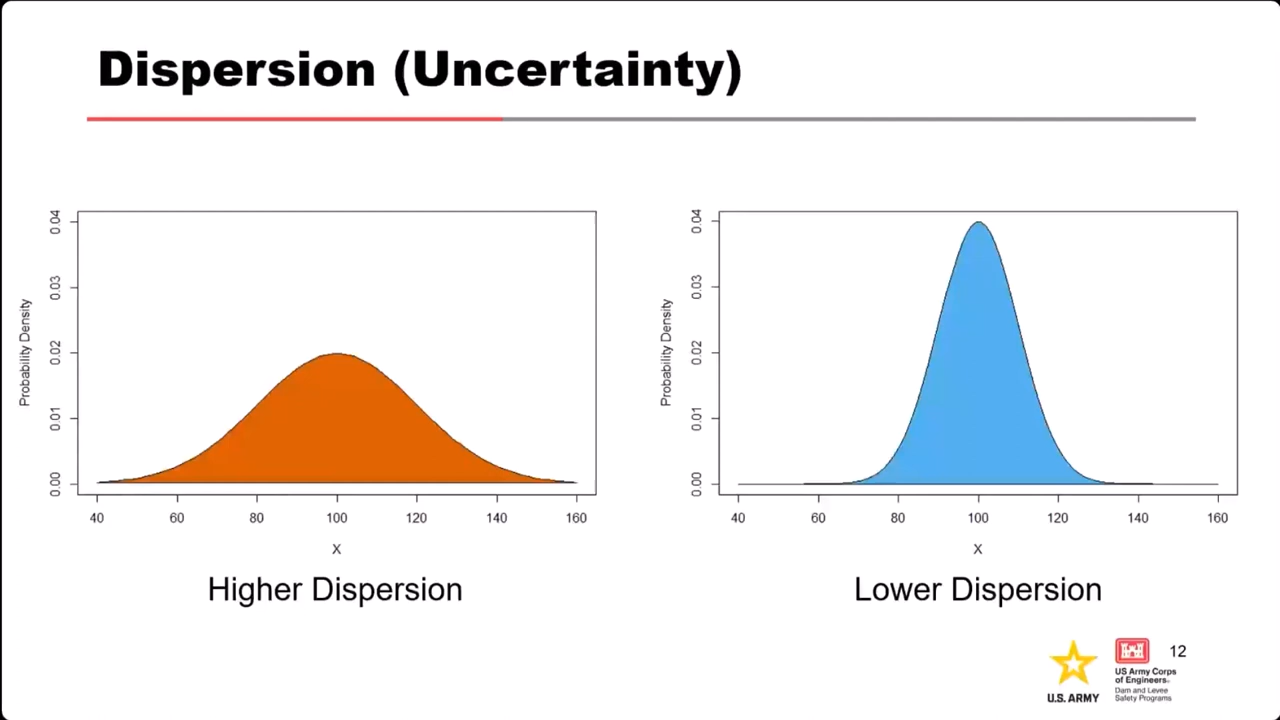 Dispersion (Uncertainty)
Probability Density
0.04
0.03
0.02
0.01
0.00
40 60 80 100 120 140 160
X
Higher Dispersion
Probability Density
0.04
0.03
0.02
0.01
0.00
40 60 80 100 120 140 160
X
Lower Dispersion
U.S. ARMY
US Army Corps
of Engineers®
Dam and Levee
Safety Programs
12